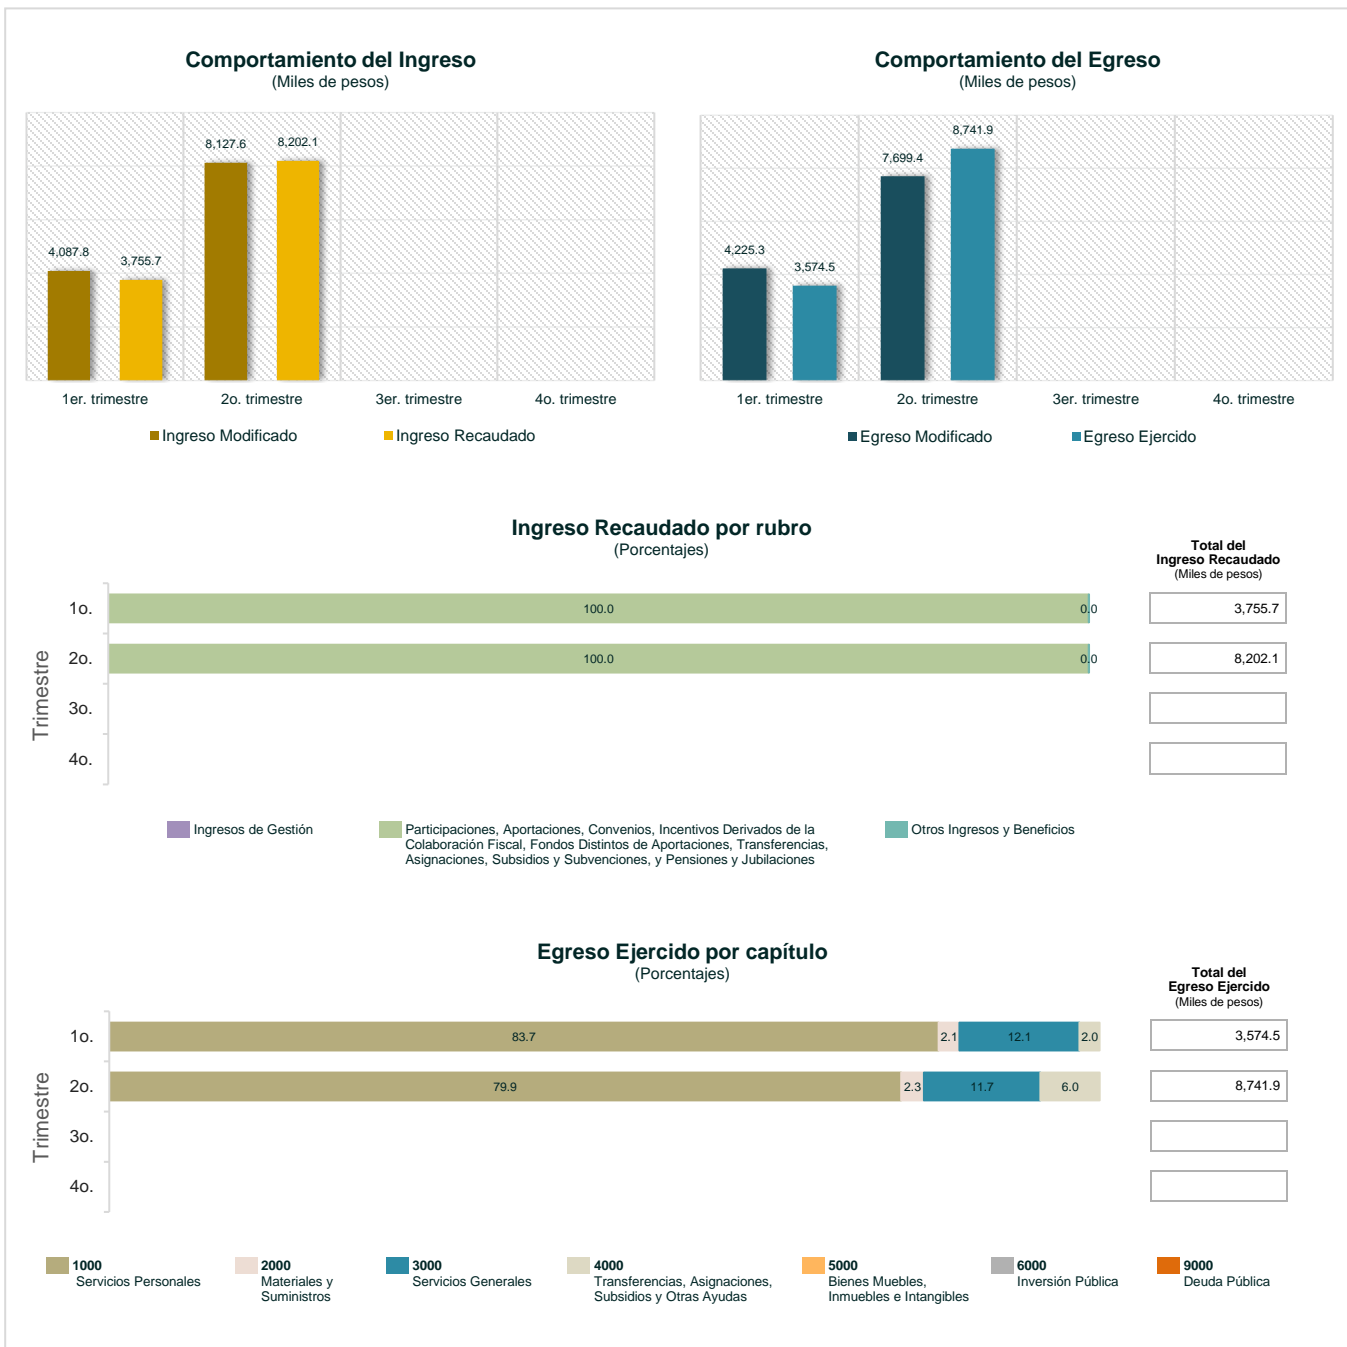 Comportamiento del Ingreso
(Miles de pesos)
4,087.8
3,755.7
8,127.6
8,202.1
1er. trimestre
2o. trimestre
3er. trimestre
4o. trimestre
Ingreso Modificado
Ingreso Recaudado
Comportamiento del Egreso
(Miles de pesos)
4,225.3
3,574.5
7,699.4
8,741.9
1er. trimestre
2o. trimestre
3er. trimestre
4o. trimestre
Egreso Modificado
Egreso Ejercido
Ingreso Recaudado por rubro
(Porcentajes)
Total del
Ingreso Recaudado
(Miles de pesos)
Trimestre
1o.
100.0
0.0
3,755.7
2o.
100.0
0.0
8,202.1
3o.
4o.
Ingresos de Gestión
Participaciones, Aportaciones, Convenios, Incentivos Derivados de la
Colaboración Fiscal, Fondos Distintos de Aportaciones, Transferencias,
Asignaciones, Subsidios y Subvenciones, y Pensiones y Jubilaciones
Otros Ingresos y Beneficios
Egreso Ejercido por capítulo
(Porcentajes)
Total del
Egreso Ejercido
(Miles de pesos)
Trimestre
1o.
83.7
2.1
12.1
2.0
3,574.5
2o.
79.9
2.3
11.7
6.0
8,741.9
3o.
4o.
1000
Servicios Personales
2000
Materiales y
Suministros
3000
Servicios Generales
4000
Transferencias, Asignaciones,
Subsidios y Otras Ayudas
5000
Bienes Muebles,
Inmuebles e Intangibles
6000
Inversión Pública
9000
Deuda Pública